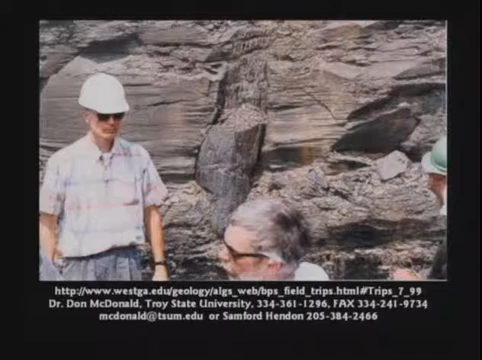 http://www.westga.edu/geology/algs_web/bps_field_trips.html#Trips_7_99
Dr. Don McDonald, Troy State University, 334-361-1296, FAX 334-241-9734
mcdonald@tsum.edu or Samford Hendon 205-384-2466